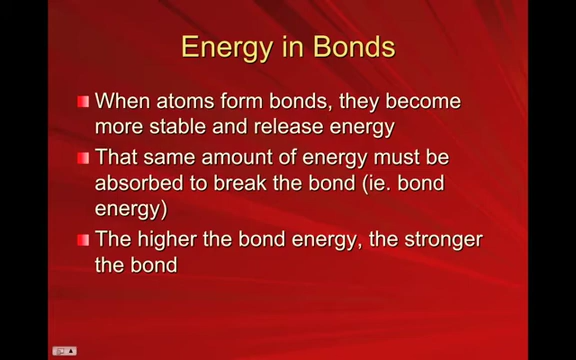 Energy in Bonds
When atoms form bonds, they become
more stable and release energy
That same amount of energy must be
absorbed to break the bond (ie. bond
energy)
The higher the bond energy, the stronger
the bond